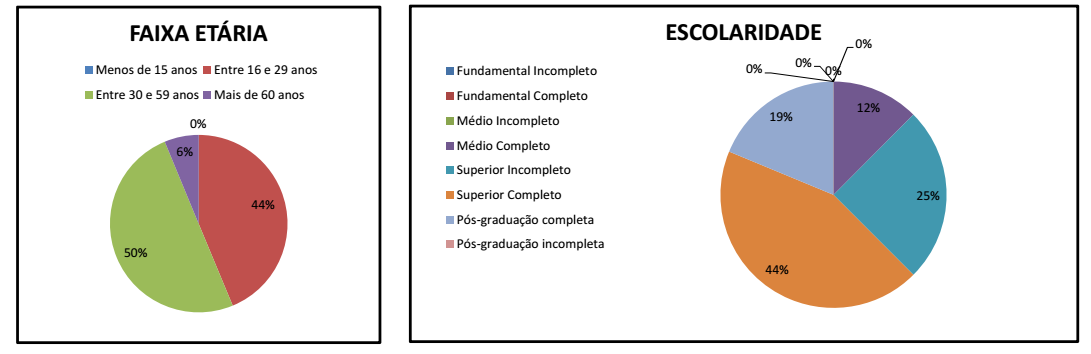 FAIXA ETÁRIA
Menos de 15 anos Entre 16 e 29 anos
Entre 30 e 59 anos Mais de 60 anos
0%
6%
44%
50%
ESCOLARIDADE
Fundamental Incompleto
Fundamental Completo
Médio Incompleto
Médio Completo
Superior Incompleto
Superior Completo
Pós-graduação completa
Pós-graduação incompleta
0%
0%
0%
0%
12%
19%
25%
44%